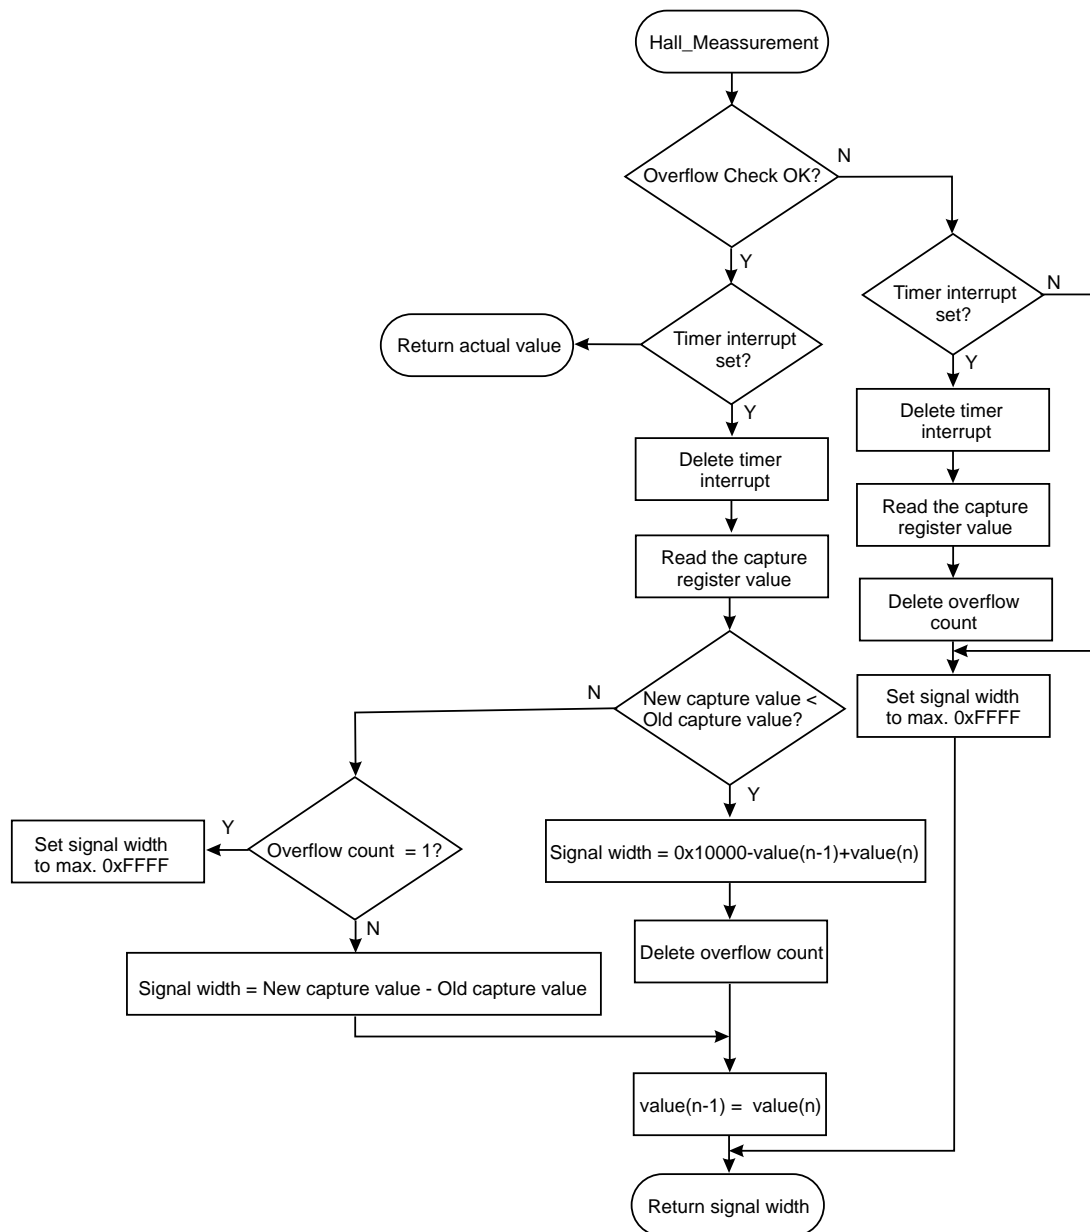 Hall_Meassurement
Overflow Check OK?
N
Y
Timer interrupt
set?
N
Y
Timer interrupt
set?
Return actual value
Y
Delete timer
interrupt
Delete timer
interrupt
Read the capture
register value
Read the capture
register value
Delete overflow
count
New capture value <
Old capture value?
N
Y
Set signal width
to max. 0xFFFF
Overflow count = 1?
Y
N
Set signal width
to max. 0xFFFF
Signal width = 0x10000-value(n-1)+value(n)
Delete overflow count
Signal width = New capture value - Old capture value
value(n-1) = value(n)
Return signal width